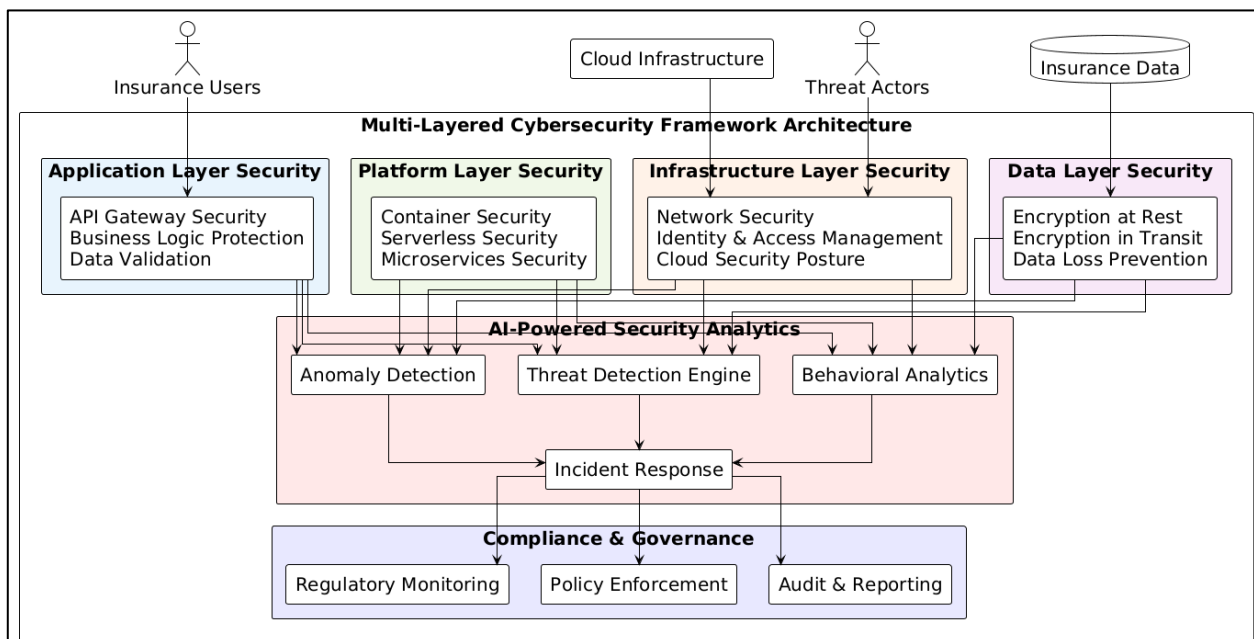 Insurance Users
Cloud Infrastructure
Threat Actors
Insurance Data
Multi-Layered Cybersecurity Framework Architecture
Application Layer Security
API Gateway Security
Business Logic Protection
Data Validation
Platform Layer Security
Container Security
Serverless Security
Microservices Security
Infrastructure Layer Security
Network Security
Identity & Access Management
Cloud Security Posture
Data Layer Security
Encryption at Rest
Encryption in Transit
Data Loss Prevention
AI-Powered Security Analytics
Anomaly Detection
Threat Detection Engine
Behavioral Analytics
Incident Response
Compliance & Governance
Regulatory Monitoring
Policy Enforcement
Audit & Reporting